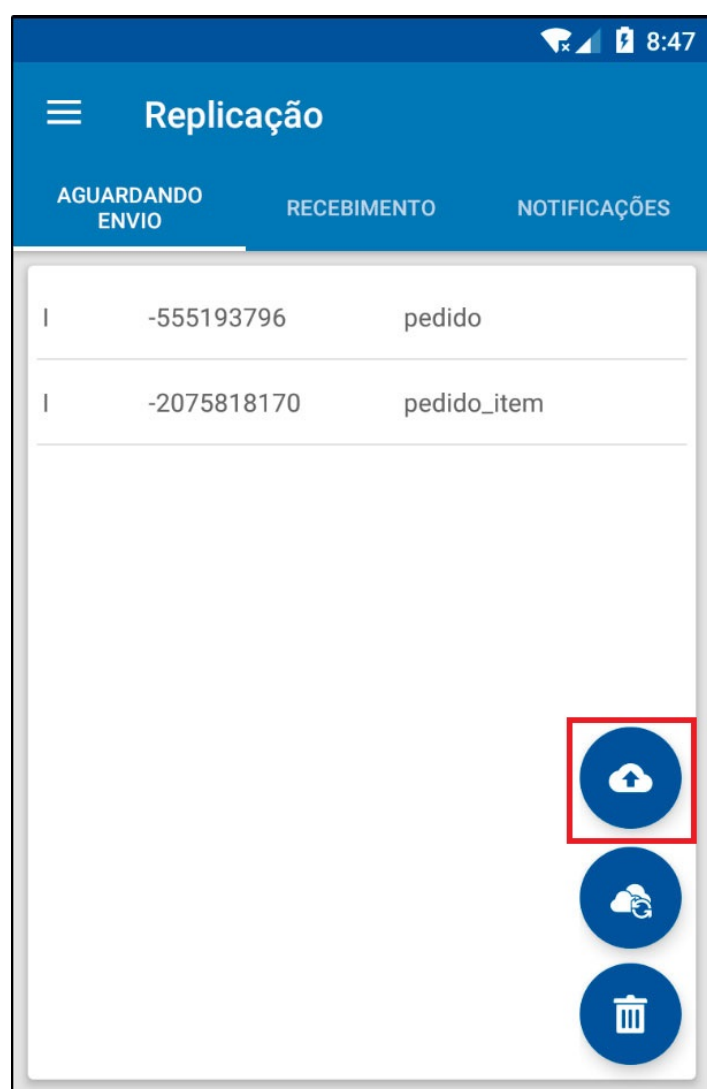 8:47
Replicação
AGUARDANDO
ENVIO
RECEBIMENTO
NOTIFICAÇÕES
I -555193796 pedido
I -2075818170 pedido_item